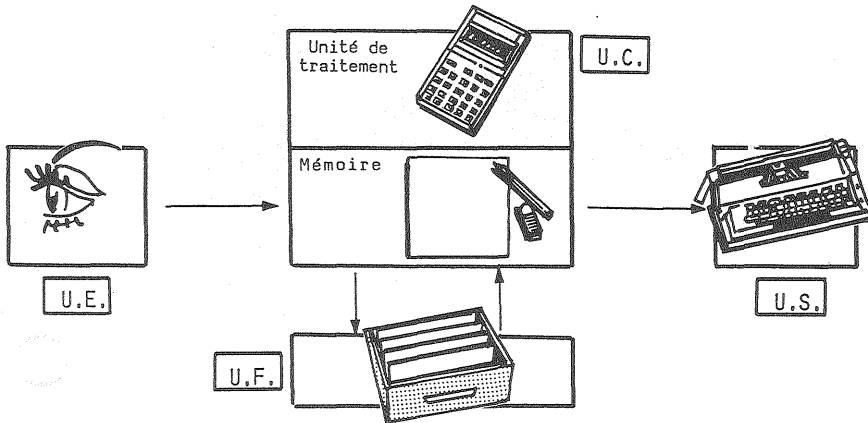 Unité de
traitement
U.C.
Mémoire
U.E.
U.S.
U.F.